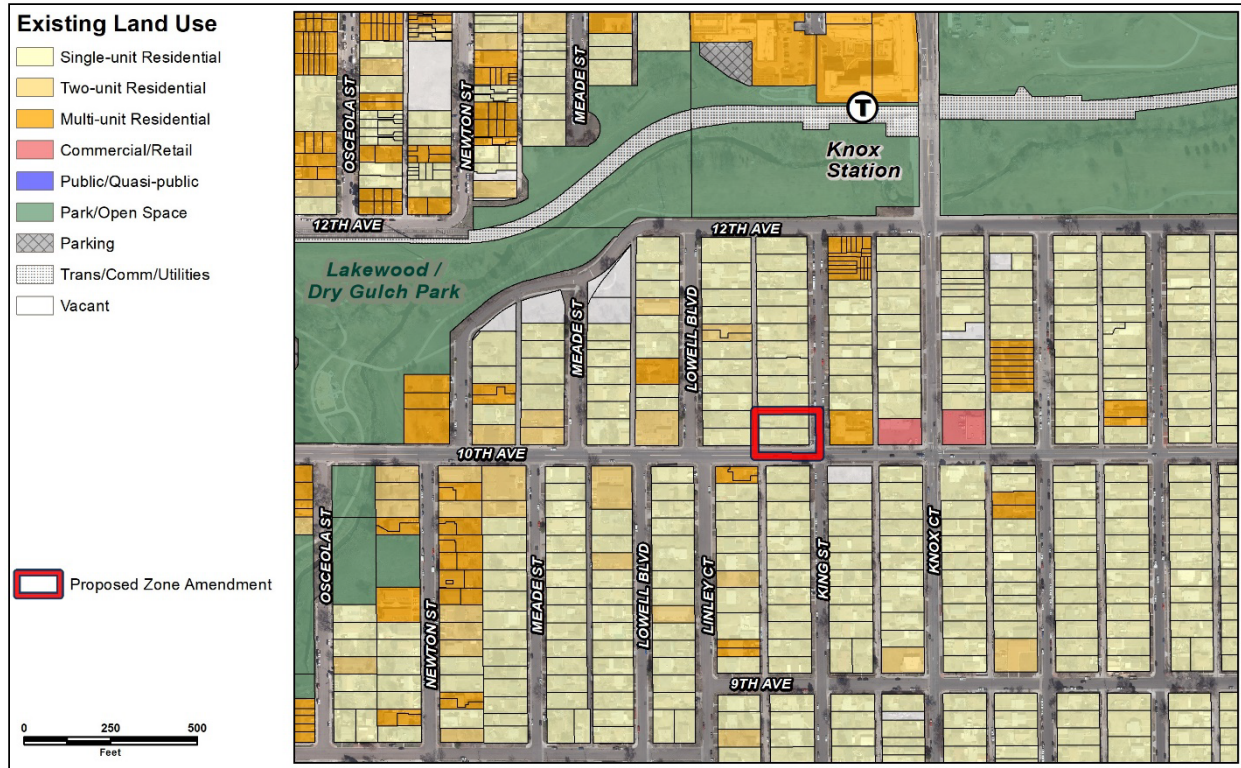 Existing Land Use
Single-unit Residential
Two-unit Residential
Multi-unit Residential
Commercial/Retail
Public/Quasi-public
Park/Open Space
Parking
Trans/Comm/Utilities
Vacant
Proposed Zone Amendment
0 250 500
Feet
OSCEOLA ST
NEWTON ST
MEADE ST
T
Knox
Station
12TH AVE
12TH AVE
Lakewood /
Dry Gulch Park
MEADE ST
LOWELL BLVD
10TH AVE
OSCEOLA ST
NEWTON ST
MEADE ST
LOWELL BLVD
LINLEY CT
KING ST
KNOX CT
9TH AVE